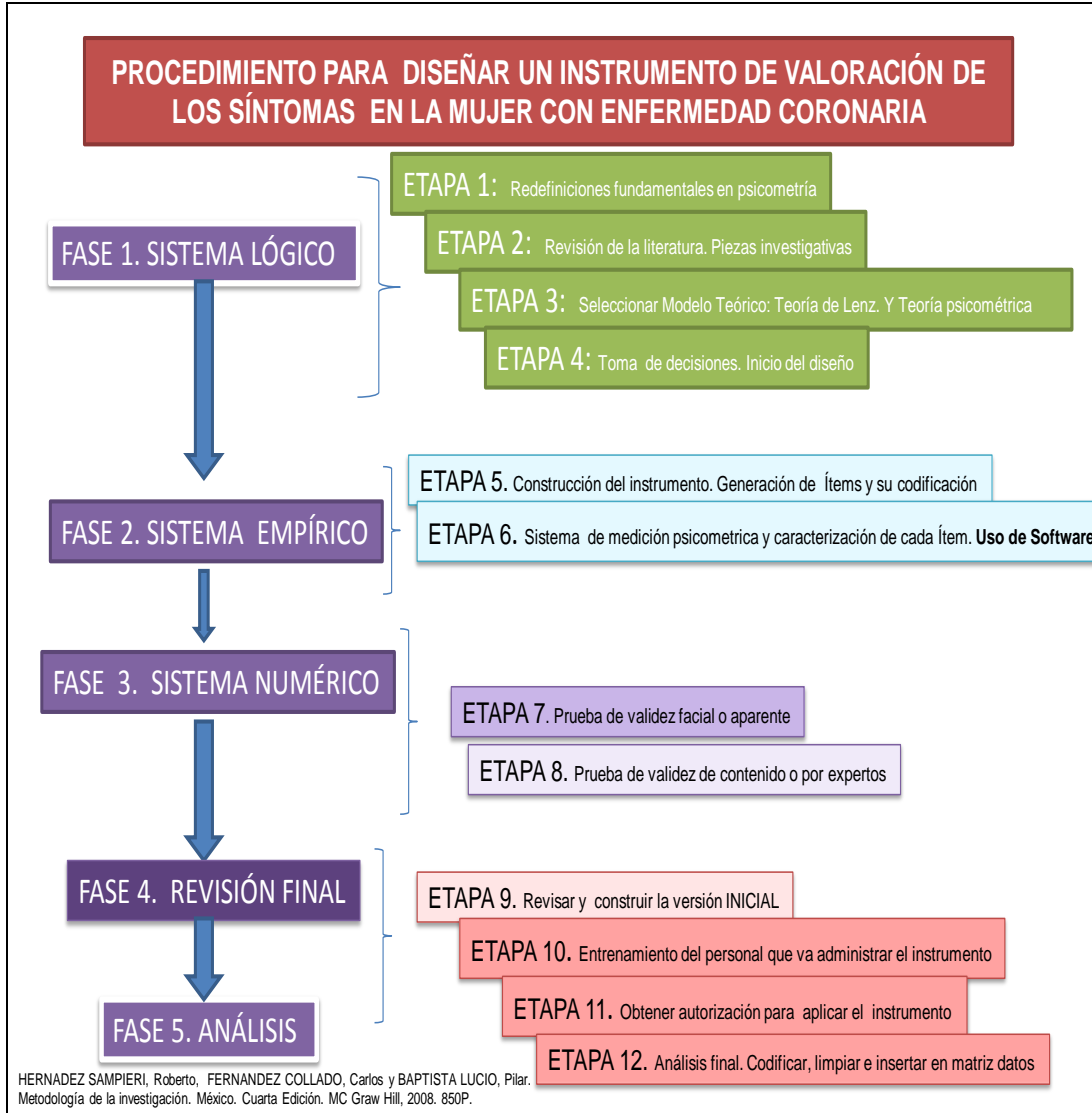 PROCEDIMIENTO PARA DISEÑAR UN INSTRUMENTO DE VALORACIÓN DE
LOS SÍNTOMAS EN LA MUJER CON ENFERMEDAD CORONARIA
FASE 1. SISTEMA LÓGICO
ETAPA 1: Redefiniciones fundamentales en psicometría
ETAPA 2: Revisión de la literatura. Piezas investigativas
ETAPA 3: Seleccionar Modelo Teórico: Teoría de Lenz. Y Teoría psicométrica
ETAPA 4: Toma de decisiones. Inicio del diseño
FASE 2. SISTEMA EMPÍRICO
ETAPA 5. Construcción del instrumento. Generación de Ítems y su codificación
ETAPA 6. Sistema de medición psicometrica y caracterización de cada Ítem. Uso de Software
FASE 3. SISTEMA NUMÉRICO
ETAPA 7. Prueba de validez facial o aparente
ETAPA 8. Prueba de validez de contenido o por expertos
FASE 4. REVISIÓN FINAL
ETAPA 9. Revisar y construir la versión INICIAL
ETAPA 10. Entrenamiento del personal que va administrar el instrumento
FASE 5. ANÁLISIS
ETAPA 11. Obtener autorización para aplicar el instrumento
ETAPA 12. Análisis final. Codificar, limpiar e insertar en matriz datos
HERNADEZ SAMPIERI, Roberto, FERNANDEZ COLLADO, Carlos y BAPTISTA LUCIO, Pilar.
Metodología de la investigación. México. Cuarta Edición. MC Graw Hill, 2008. 850P.